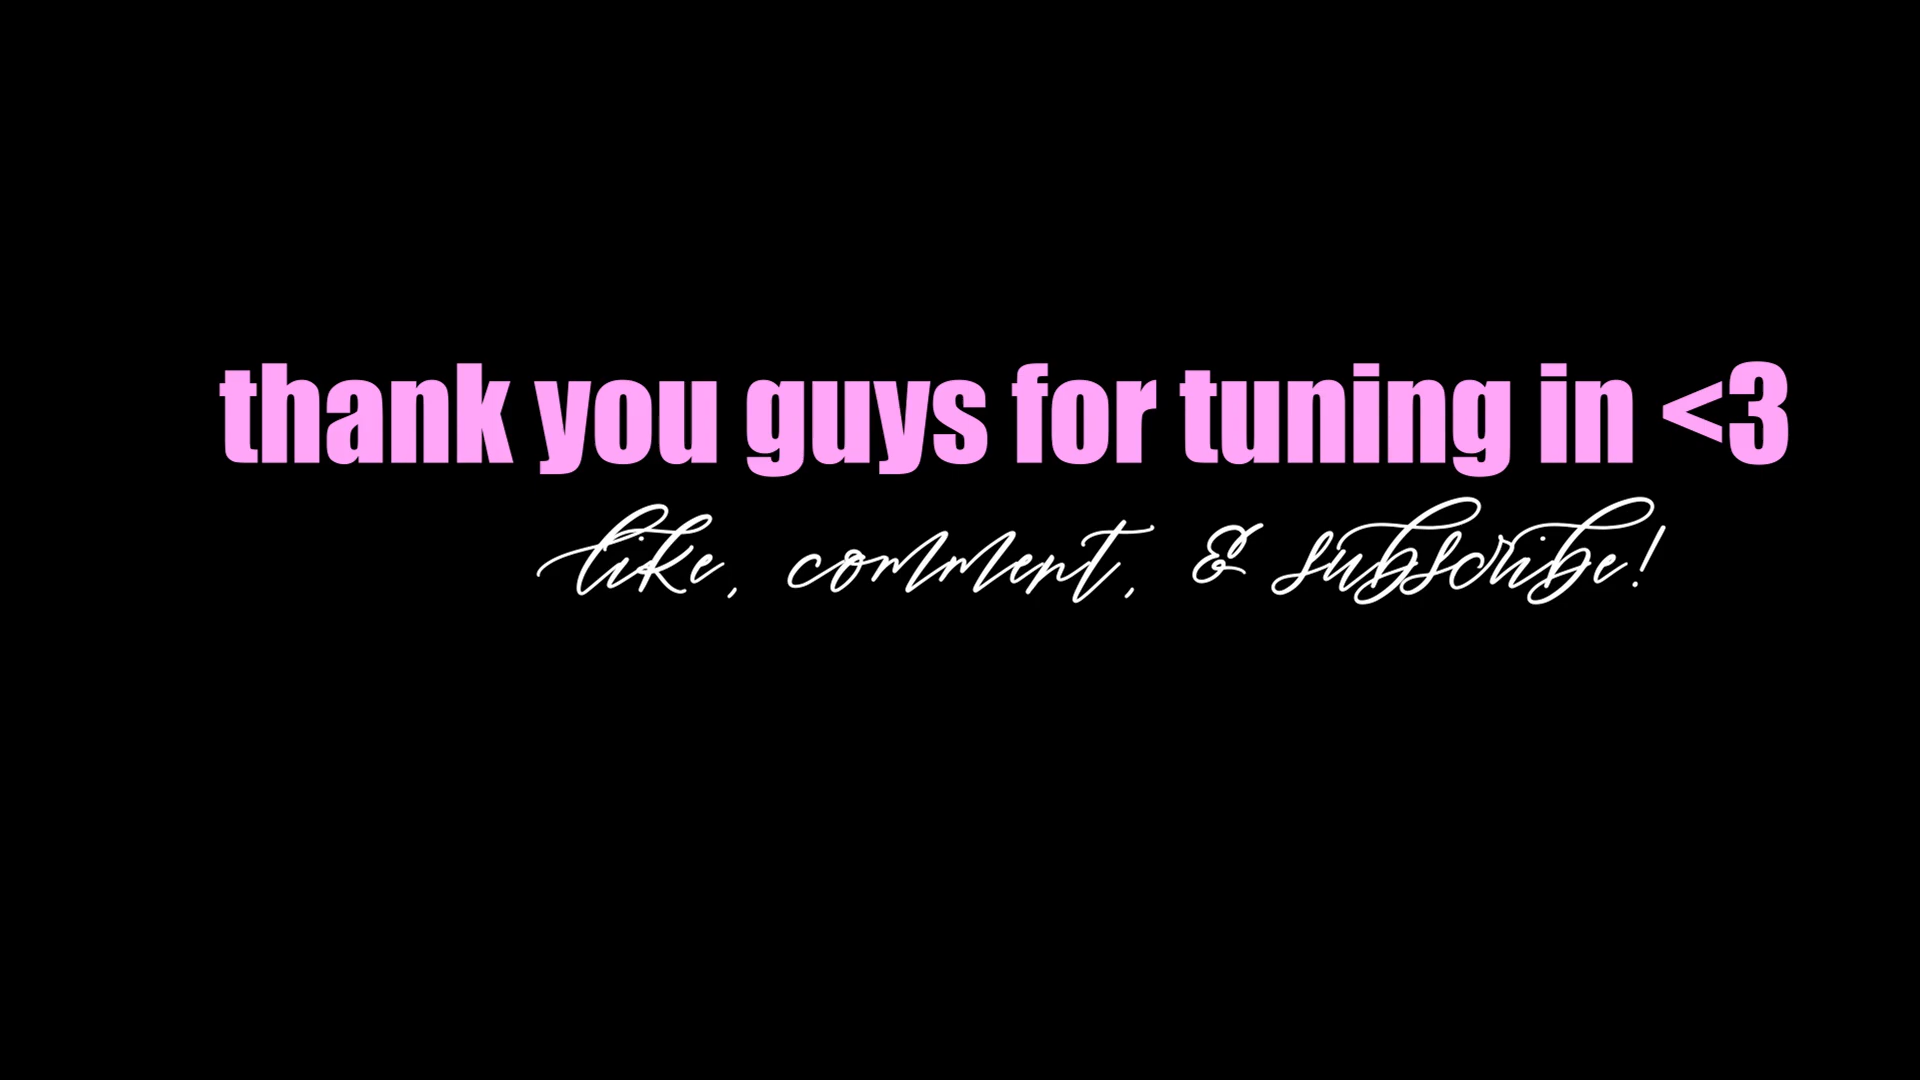 thank you guys for tuning in <3
like, comment, & subscribe!